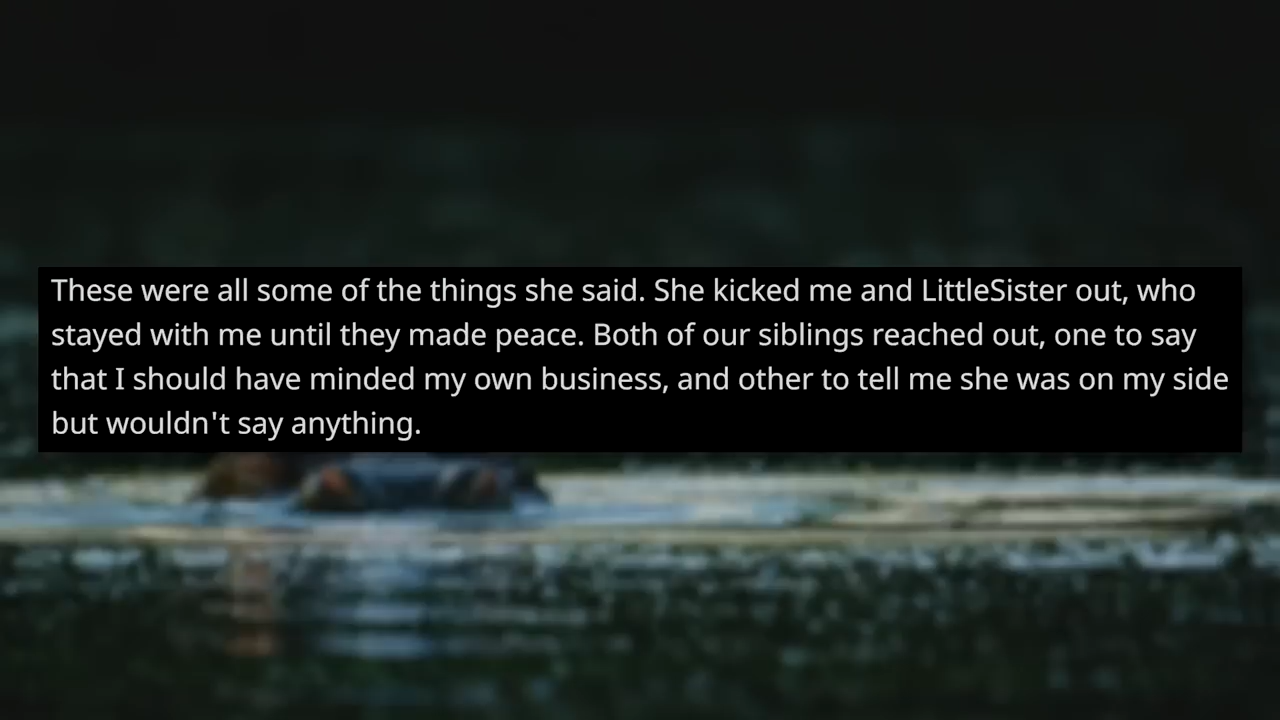 These were all some of the things she said. She kicked me and LittleSister out, who
stayed with me until they made peace. Both of our siblings reached out, one to say
that I should have minded my own business, and other to tell me she was on my side
but wouldn't say anything.